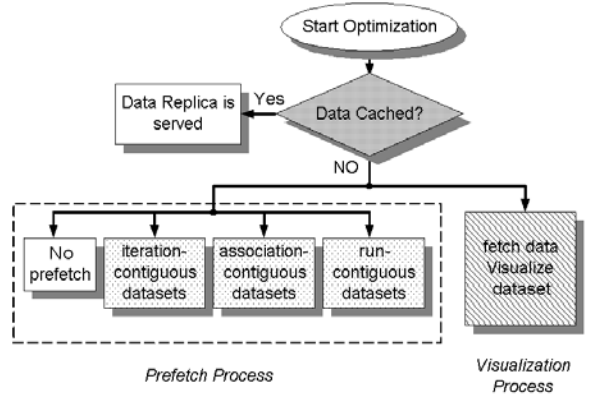 Start Optimization
Data Cached?
Yes
Data Replica is
served
NO
No
prefetch
iteration-
contiguous
datasets
association-
contiguous
datasets
run-
contiguous
datasets
fetch data
Visualize
dataset
Prefetch Process
Visualization
Process